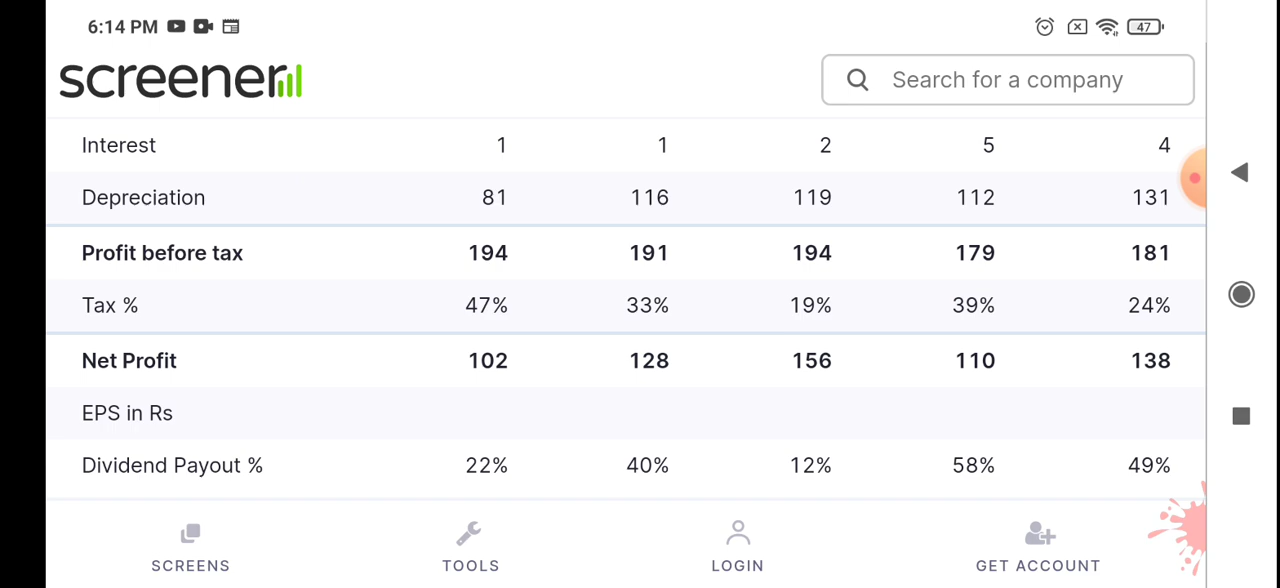 6:14 PM 47
screener Search for a company
Interest 1 1 2 5 4
Depreciation 81 116 119 112 131
Profit before tax 194 191 194 179 181
Tax % 47% 33% 19% 39% 24%
Net Profit 102 128 156 110 138
EPS in Rs
Dividend Payout % 22% 40% 12% 58% 49%
SCREENS TOOLS LOGIN GET ACCOUNT